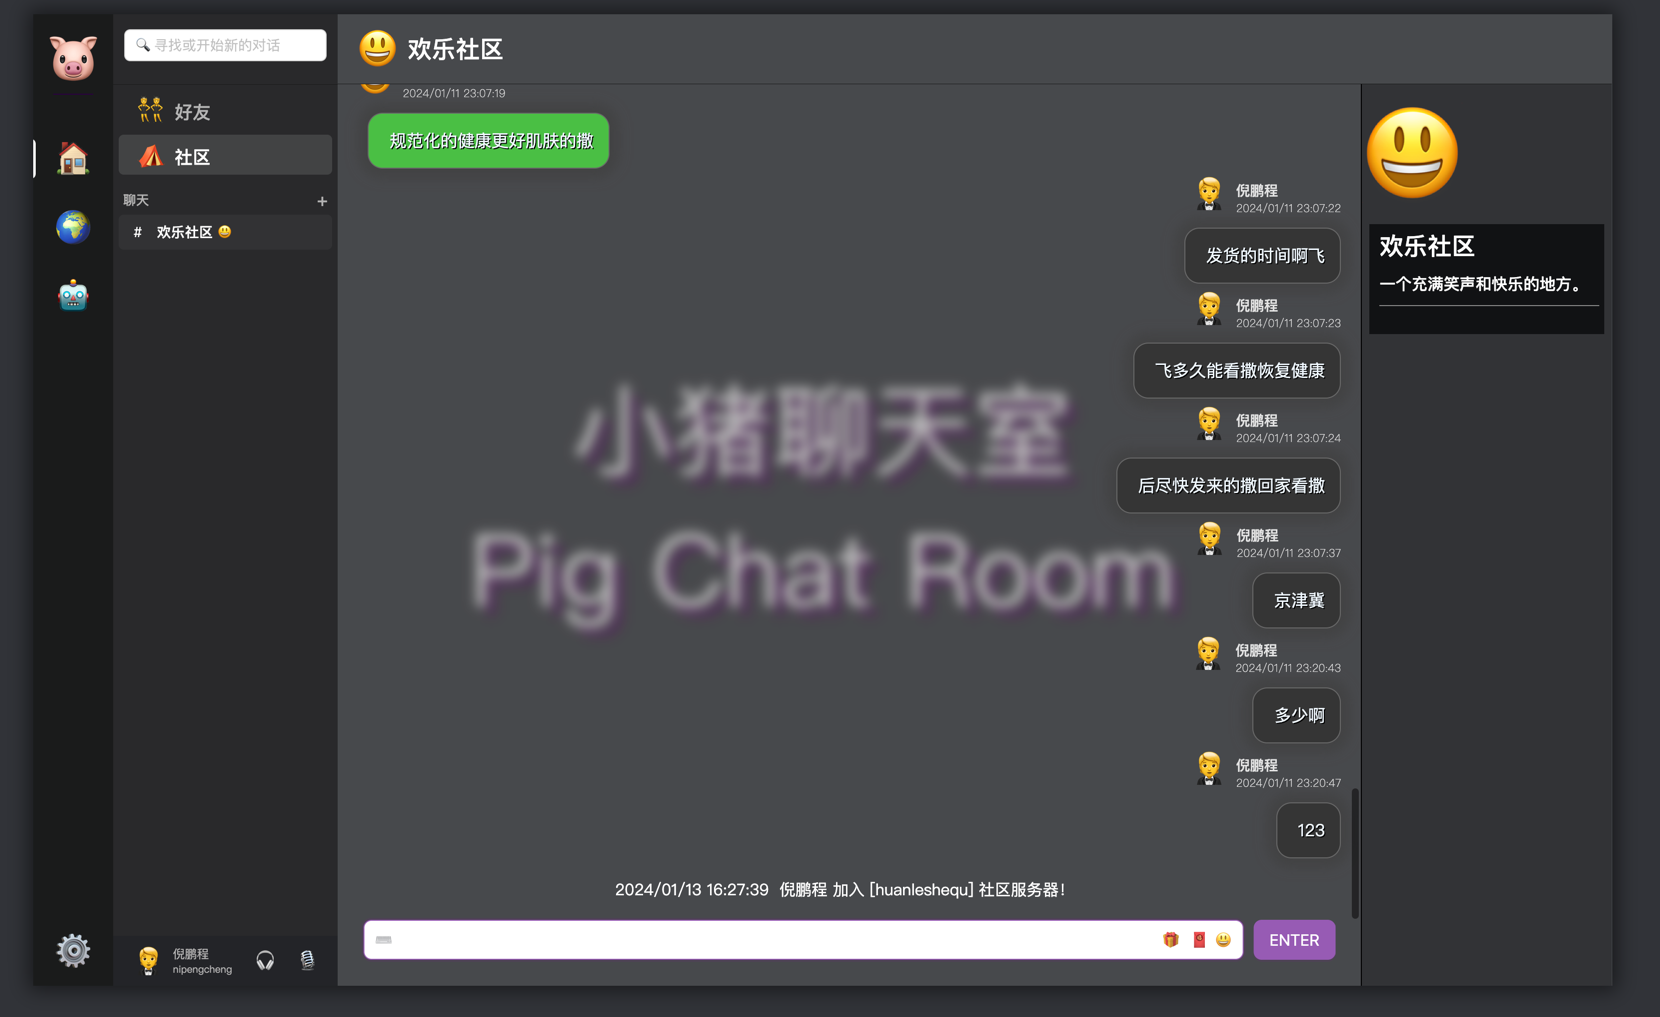 寻找或开始新的对话
好友
社区
聊天
+
# 欢乐社区
倪鹏程
nipengcheng
欢乐社区
2024/01/11 23:07:19
规范化的健康更好肌肤的撒
倪鹏程
2024/01/11 23:07:22
发货的时间啊飞
倪鹏程
2024/01/11 23:07:23
飞多久能看撒恢复健康
倪鹏程
2024/01/11 23:07:24
后尽快发来的撒回家看撒
倪鹏程
2024/01/11 23:07:37
京津冀
倪鹏程
2024/01/11 23:20:43
多少啊
倪鹏程
2024/01/11 23:20:47
123
小猪聊天室
Pig Chat Room
2024/01/13 16:27:39 倪鹏程 加入 [huanleshequ] 社区服务器!
ENTER
欢乐社区
一个充满笑声和快乐的地方。